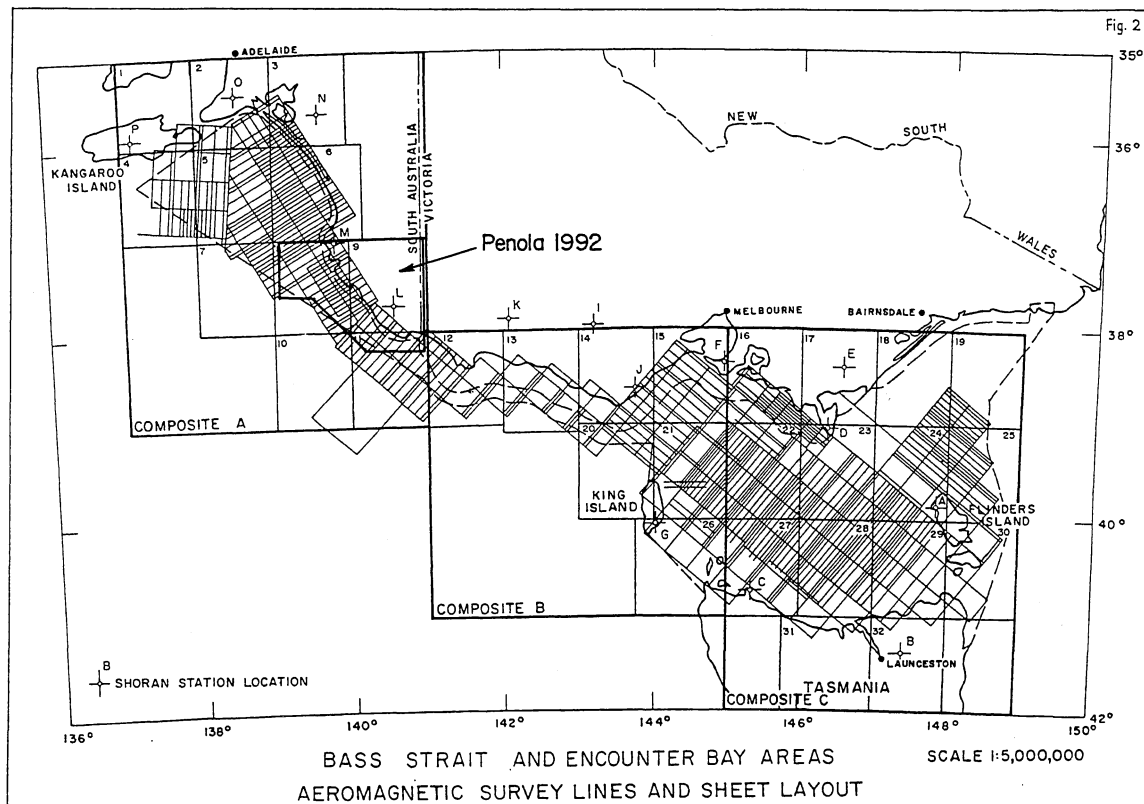 Fig. 2
ADELAIDE
35°
1
2
3
O
N
P
4
5
6
KANGAROO
ISLAND
SOUTH AUSTRALIA
VICTORIA
NEW
SOUTH
WALES
36°
M
7
9
Penola 1992
L
K
I
MELBOURNE
BAIRNSDALE
38°
10
12
13
14
15
16
17
18
19
F
E
J
COMPOSITE A
20
21
22
D
23
24
25
KING
ISLAND
A
FLINDERS
ISLAND
G
26
27
28
29
30
40°
C
COMPOSITE B
31
32
B
LAUNCESTON
TASMANIA
COMPOSITE C
B
SHORAN STATION LOCATION
42°
136°
138°
140°
142°
144°
146°
148°
150°
BASS STRAIT AND ENCOUNTER BAY AREAS
SCALE 1:5,000,000
AEROMAGNETIC SURVEY LINES AND SHEET LAYOUT